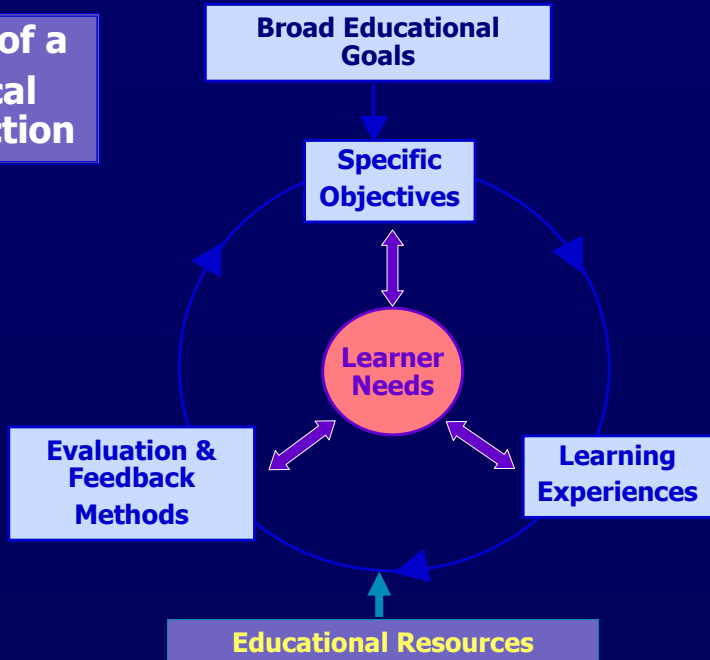 of a
cal
ction
Broad Educational
Goals
Specific
Objectives
Learner
Needs
Evaluation &
Feedback
Methods
Learning
Experiences
Educational Resources